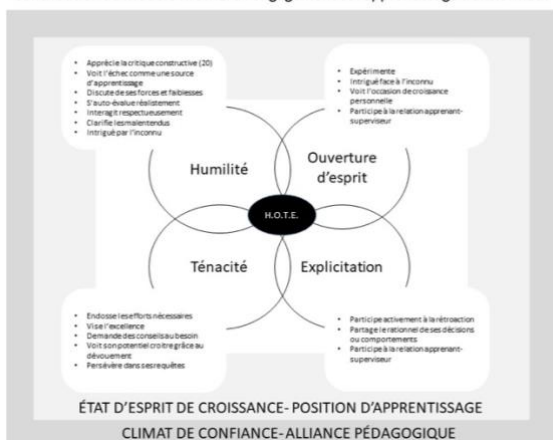 • Apprécie la critique constructive (20)
• Voit l'échec comme une source
d'apprentissage
• Discute de ses forces et faiblesses
• S'auto-évalue réalistement
• Interagit respectueusement
• Clarifie les malentendus
• Intrigué par l'inconnu
• Expérimente
• Intrigué face à l'inconnu
• Voit l'occasion de croissance
personnelle
• Participe à la relation apprenant-
superviseur
Humilité
Ouverture
d'esprit
H.O.T.E.
Ténacité
Explicitation
• Endosse les efforts nécessaires
• Vise l'excellence
• Demande des conseils au besoin
• Voit son potentiel croitre grâce au
dévouement
• Persévère dans ses requêtes
• Participe activement à la rétroaction
• Partage le rationnel de ses décisions
ou comportements
• Participe à la relation apprenant-
superviseur
ÉTAT D'ESPRIT DE CROISSANCE- POSITION D'APPRENTISSAGE
CLIMAT DE CONFIANCE- ALLIANCE PÉDAGOGIQUE